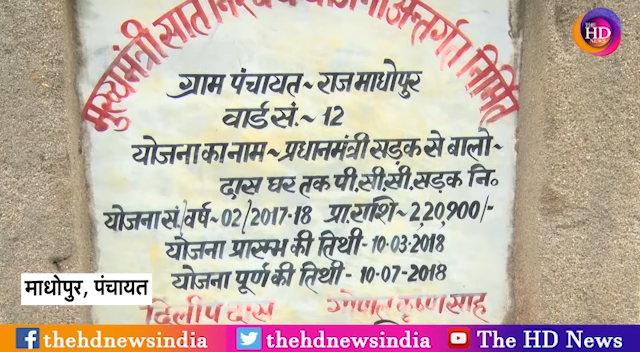 THE
HD
NEWS
मुख्यमंत्री सात निश्चय योजना अन्तर्गत निर्मित
ग्राम पंचायत~ राजमाधोपुर
वार्ड सं.~ 12
योजना का नाम~ प्रधानमंत्री सड़क से बालो~
दास घर तक पी.सी.सी. सड़क नि०
योजना सं./वर्ष~ 02/2017-18 प्रा.राशि~ 2,20,900/-
योजना प्रारम्भ की तिथी- 10-03-2018
योजना पूर्ण की तिथी- 10-07-2018
माधोपुर, पंचायत
दिलीप दास गोपाल कृष्ण साह
thehdnewsindia thehdnewsindia The HD News